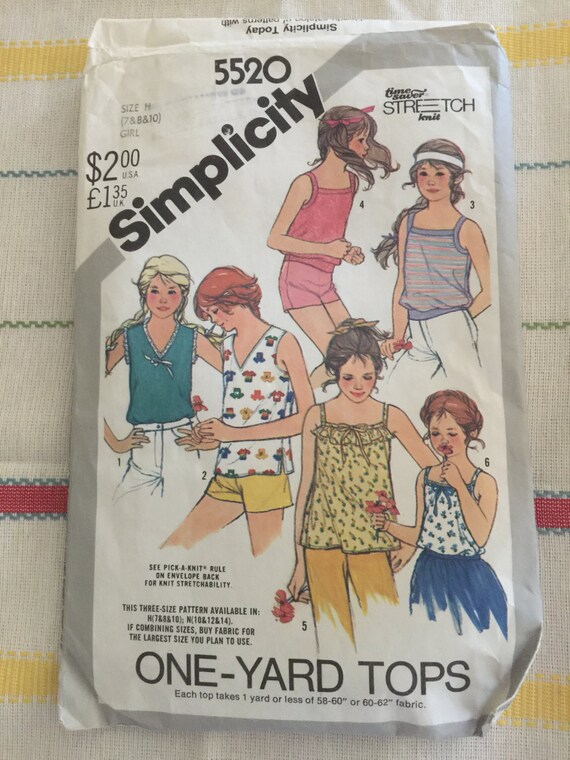 Simplicity Today
of patterns with
5520
SIZE H
(7&8&10)
GIRL
$2.00
U.S.A.
£1.35
U.K.
Simplicity
time saver
STRETCH
knit
4
3
1
2
6
5
SEE PICK-A-KNIT® RULE
ON ENVELOPE BACK
FOR KNIT STRETCHABILITY.
THIS THREE-SIZE PATTERN AVAILABLE IN:
H(7&8&10); N(10&12&14).
IF COMBINING SIZES, BUY FABRIC FOR
THE LARGEST SIZE YOU PLAN TO USE.
ONE-YARD TOPS
Each top takes 1 yard or less of 58-60" or 60-62" fabric.